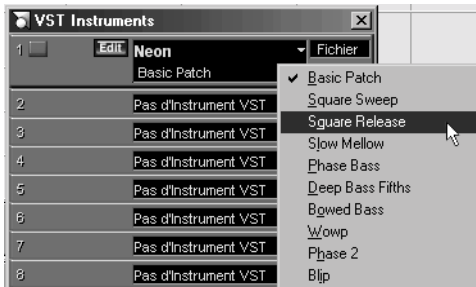 VST Instruments
1 Edit Neon Fichier
Basic Patch
2 Pas d'Instrument VST
3 Pas d'Instrument VST
4 Pas d'Instrument VST
5 Pas d'Instrument VST
6 Pas d'Instrument VST
7 Pas d'Instrument VST
8 Pas d'Instrument VST
Basic Patch
Square Sweep
Square Release
Slow Mellow
Phase Bass
Deep Bass Fifths
Bowed Bass
Wowp
Phase 2
Blip